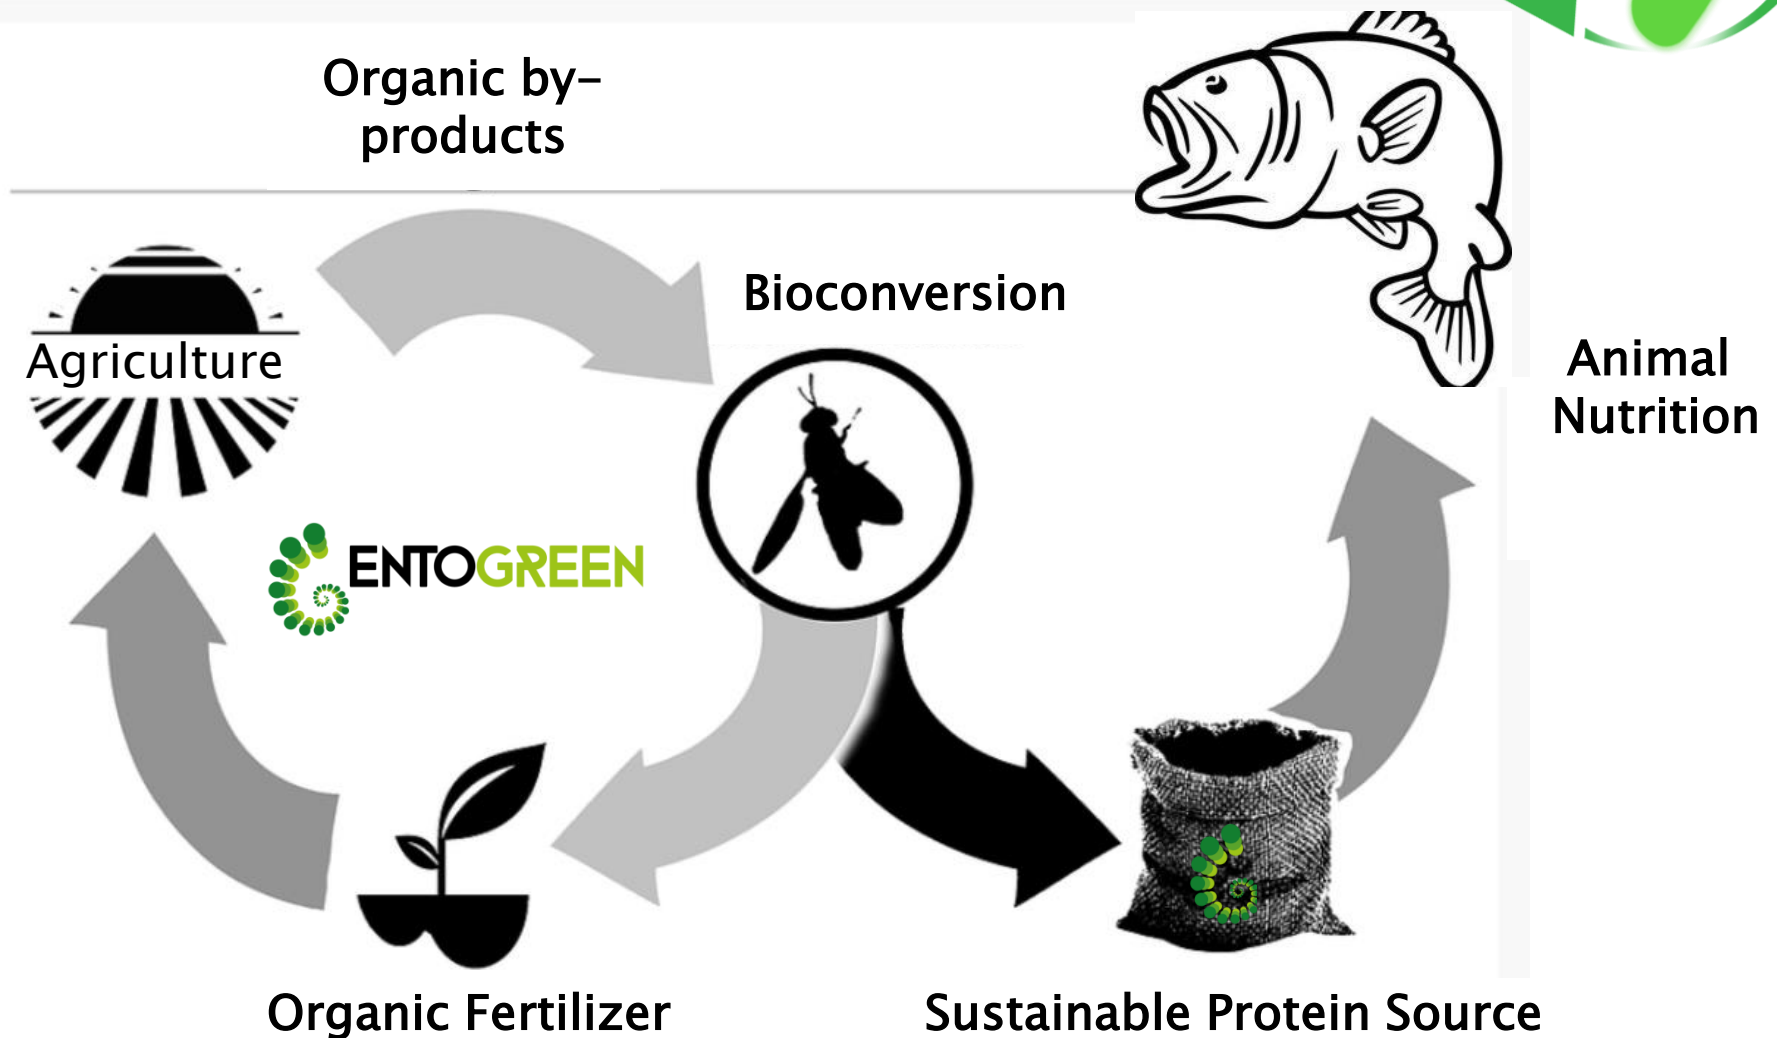 Organic by-
products
Bioconversion
Agriculture
Animal
Nutrition
ENTOGREEN
Organic Fertilizer
Sustainable Protein Source